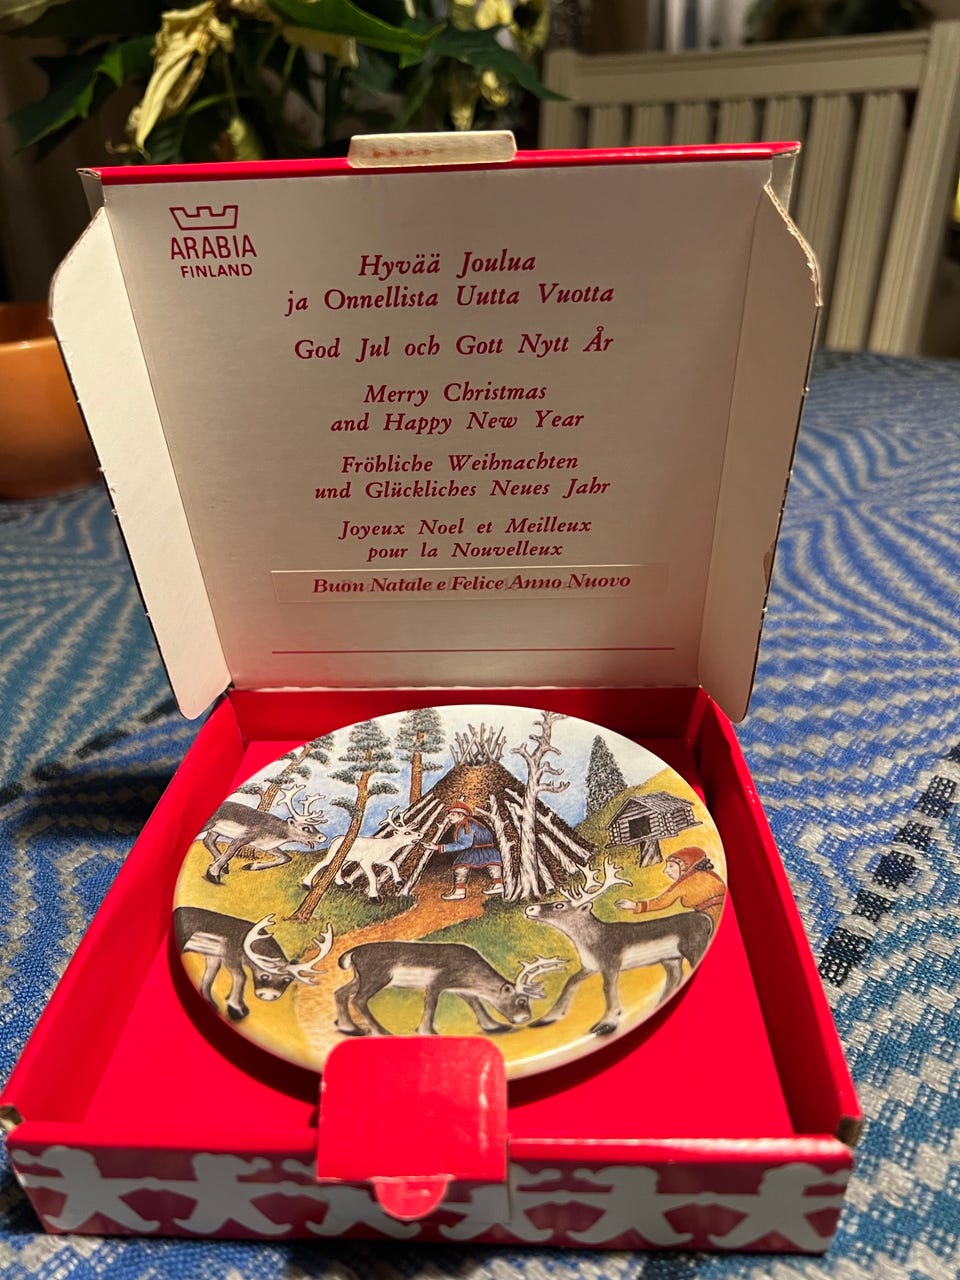 ARABIA
FINLAND
Hyvää Joulua
ja Onnellista Uutta Vuotta
God Jul och Gott Nytt År
Merry Christmas
and Happy New Year
Fröhliche Weihnachten
und Glückliches Neues Jahr
Joyeux Noel et Meilleux
pour la Nouvelleux
Buon Natale e Felice Anno Nuovo